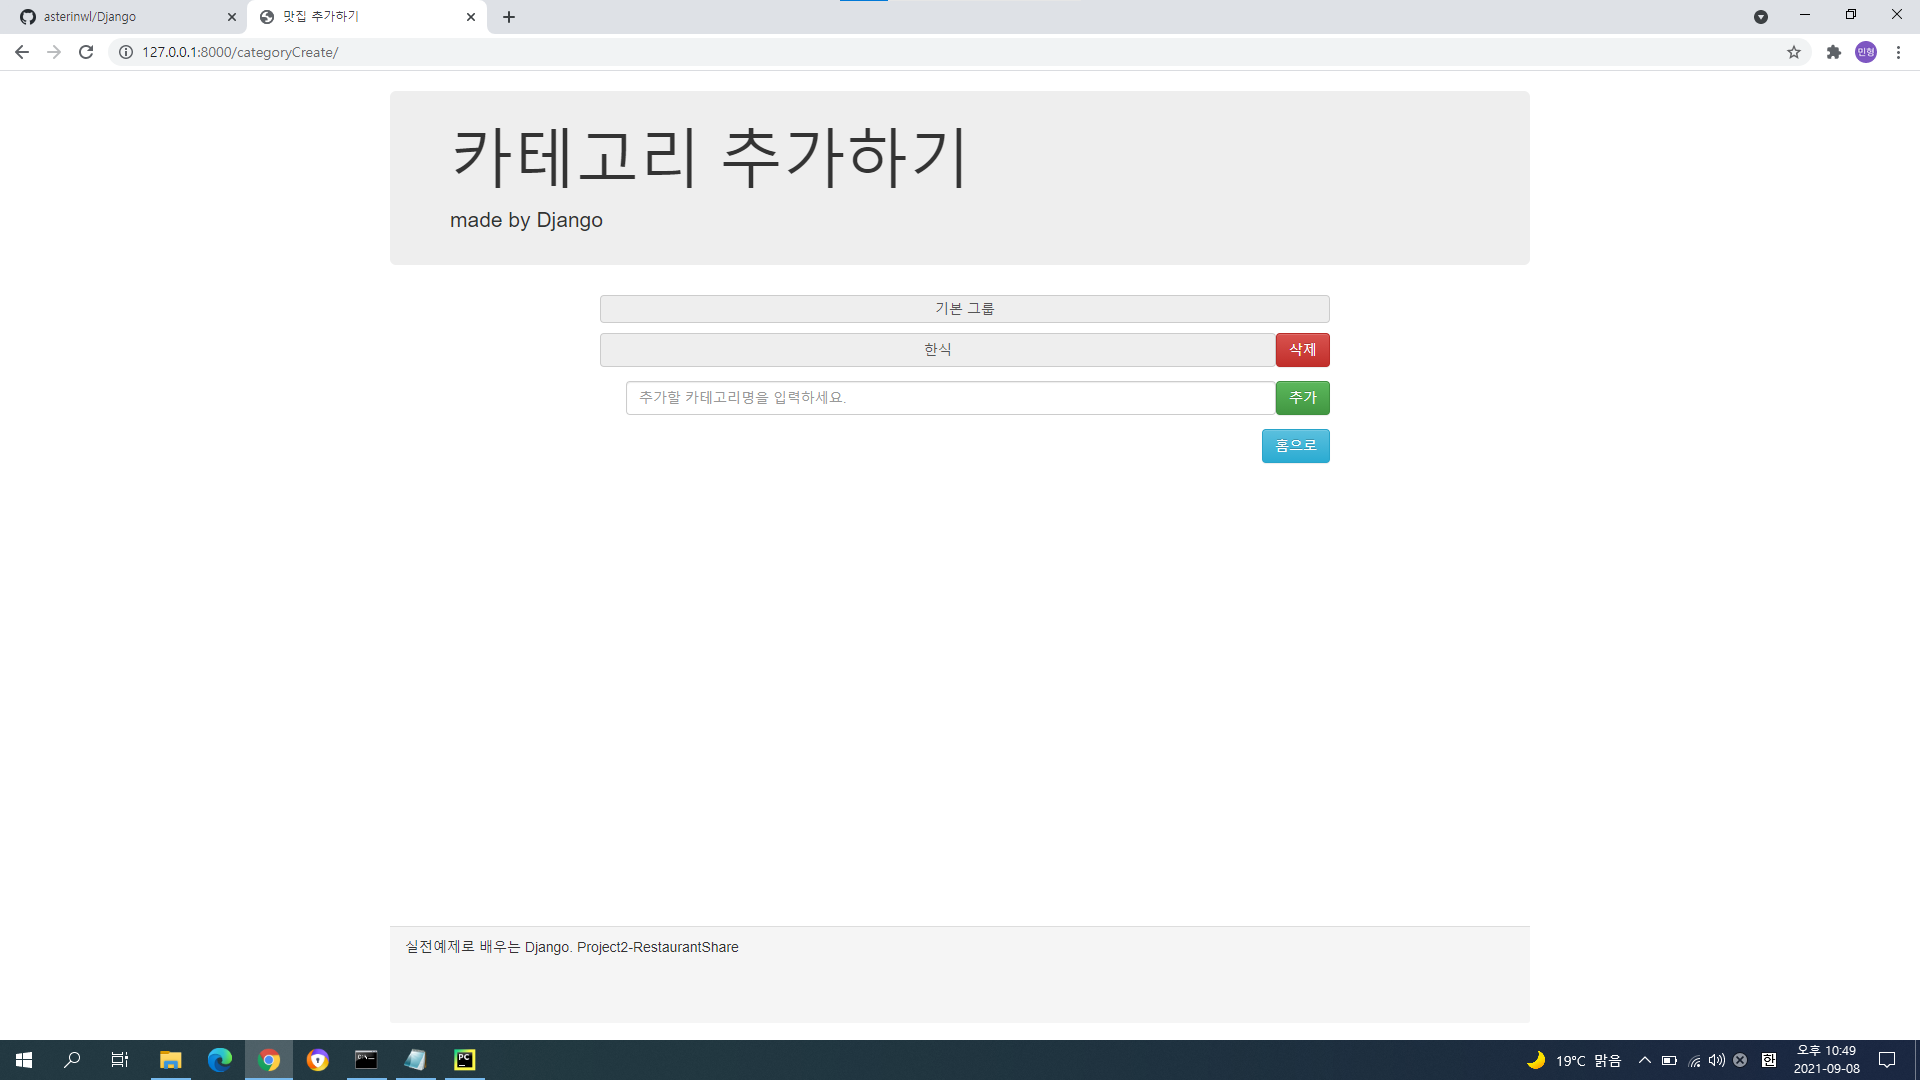 asterinwl/Django
맛집 추가하기
127.0.0.1:8000/categoryCreate/
민형
카테고리 추가하기
made by Django
기본 그룹
한식
삭제
추가할 카테고리명을 입력하세요.
추가
홈으로
실전예제로 배우는 Django. Project2-RestaurantShare
PC
19°C 맑음
한
오후 10:49
2021-09-08